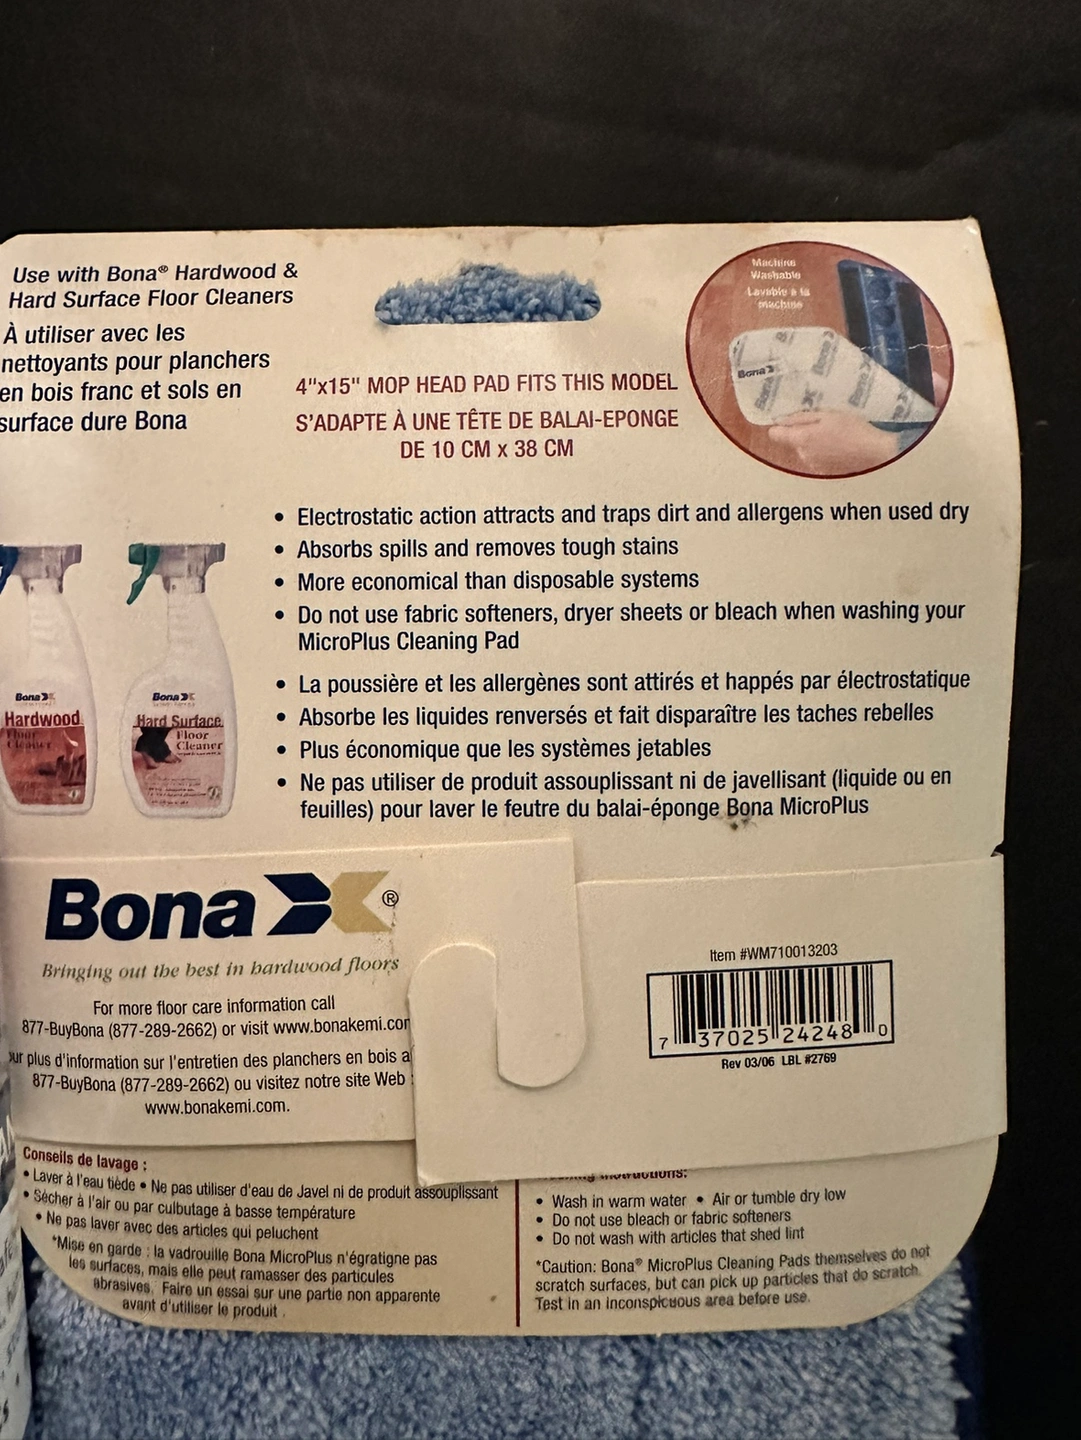 Use with Bona® Hardwood &
Hard Surface Floor Cleaners
À utiliser avec les
nettoyants pour planchers
en bois franc et sols en
surface dure Bona
4"x15" MOP HEAD PAD FITS THIS MODEL
S'ADAPTE À UNE TÊTE DE BALAI-EPONGE
DE 10 CM x 38 CM
Machine
Washable
Lavable à la
machine
Bona
• Electrostatic action attracts and traps dirt and allergens when used dry
• Absorbs spills and removes tough stains
• More economical than disposable systems
• Do not use fabric softeners, dryer sheets or bleach when washing your
MicroPlus Cleaning Pad
• La poussière et les allergènes sont attirés et happés par électrostatique
• Absorbe les liquides renversés et fait disparaître les taches rebelles
• Plus économique que les systèmes jetables
• Ne pas utiliser de produit assouplissant ni de javellisant (liquide ou en
feuilles) pour laver le feutre du balai-éponge Bona MicroPlus
Bona
Hardwood
Floor
Cleaner
Bona
Hard Surface
Floor
Cleaner
Bona ®
Bringing out the best in hardwood floors
For more floor care information call
877-BuyBona (877-289-2662) or visit www.bonakemi.com
plus d'information sur l'entretien des planchers en bois
877-BuyBona (877-289-2662) ou visitez notre site Web
www.bonakemi.com.
Item #WM710013203
7 37025 24248 0
Rev 03/06 LBL #2769
Conseils de lavage :
• Laver à l'eau tiède • Ne pas utiliser d'eau de Javel ni de produit assouplissant
• Sécher à l'air ou par culbutage à basse température
• Ne pas laver avec des articles qui peluchent
*Mise en garde : la vadrouille Bona MicroPlus n'égratigne pas
les surfaces, mais elle peut ramasser des particules
abrasives. Faire un essai sur une partie non apparente
avant d'utiliser le produit .
• Wash in warm water • Air or tumble dry low
• Do not use bleach or fabric softeners
• Do not wash with articles that shed lint
*Caution: Bona® MicroPlus Cleaning Pads themselves do not
scratch surfaces, but can pick up particles that do scratch.
Test in an inconspicuous area before use.